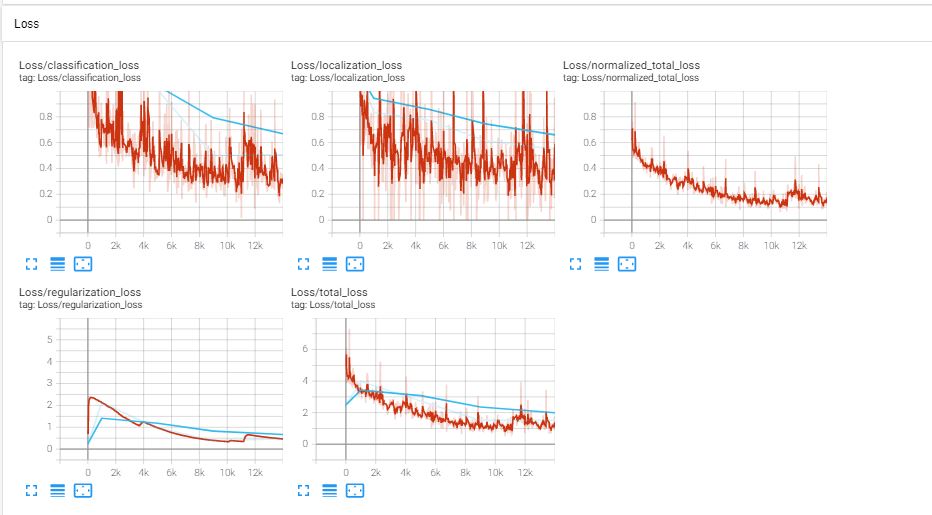 Loss
Loss/classification_loss
tag: Loss/classification_loss
0.8
0.6
0.4
0.2
0
0 2k 4k 6k 8k 10k 12k
Loss/localization_loss
tag: Loss/localization_loss
0.8
0.6
0.4
0.2
0
0 2k 4k 6k 8k 10k 12k
Loss/normalized_total_loss
tag: Loss/normalized_total_loss
0.8
0.6
0.4
0.2
0
0 2k 4k 6k 8k 10k 12k
Loss/regularization_loss
tag: Loss/regularization_loss
5
4
3
2
1
0
0 2k 4k 6k 8k 10k 12k
Loss/total_loss
tag: Loss/total_loss
6
4
2
0
0 2k 4k 6k 8k 10k 12k